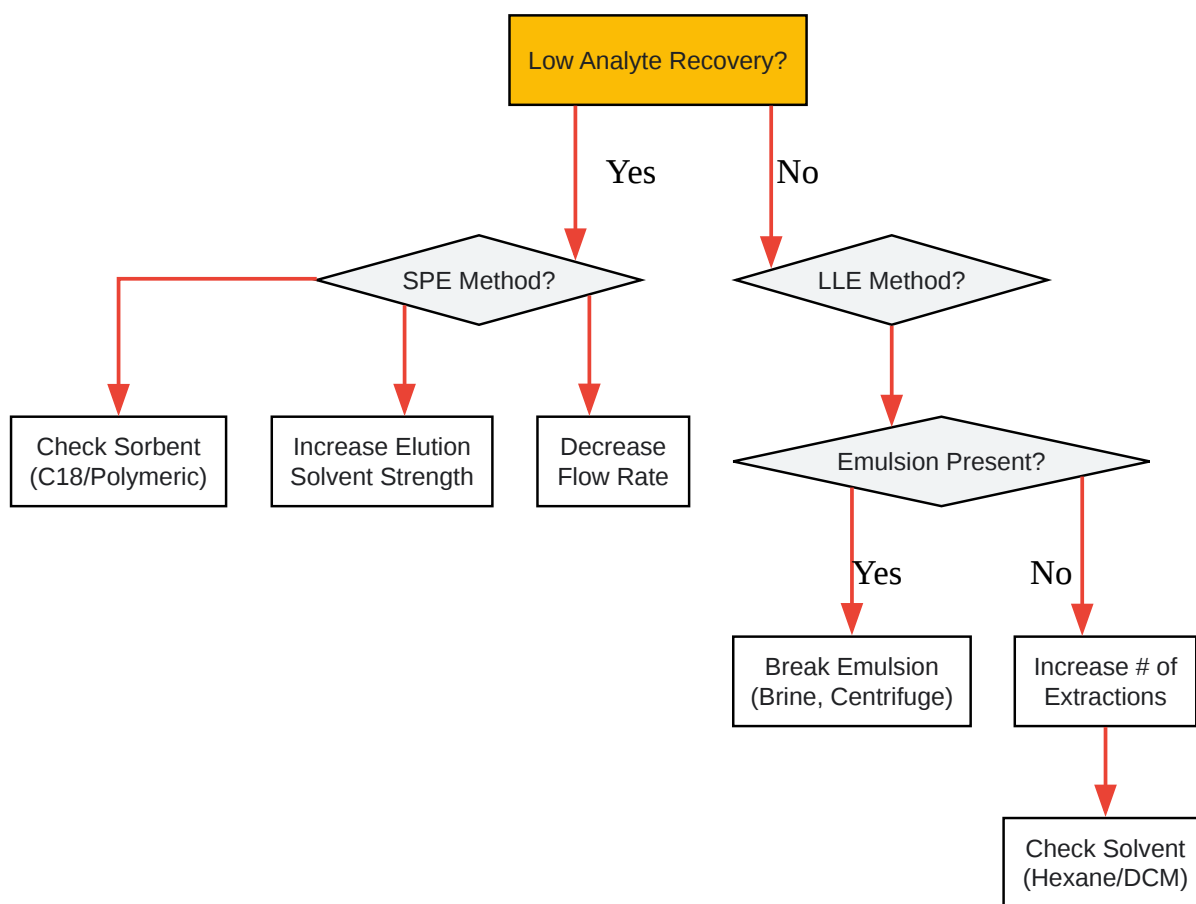 Low Analyte Recovery?
Yes
No
SPE Method?
LLE Method?
Check Sorbent
(C18/Polymeric)
Increase Elution
Solvent Strength
Decrease
Flow Rate
Emulsion Present?
Yes
No
Break Emulsion
(Brine, Centrifuge)
Increase # of
Extractions
Check Solvent
(Hexane/DCM)